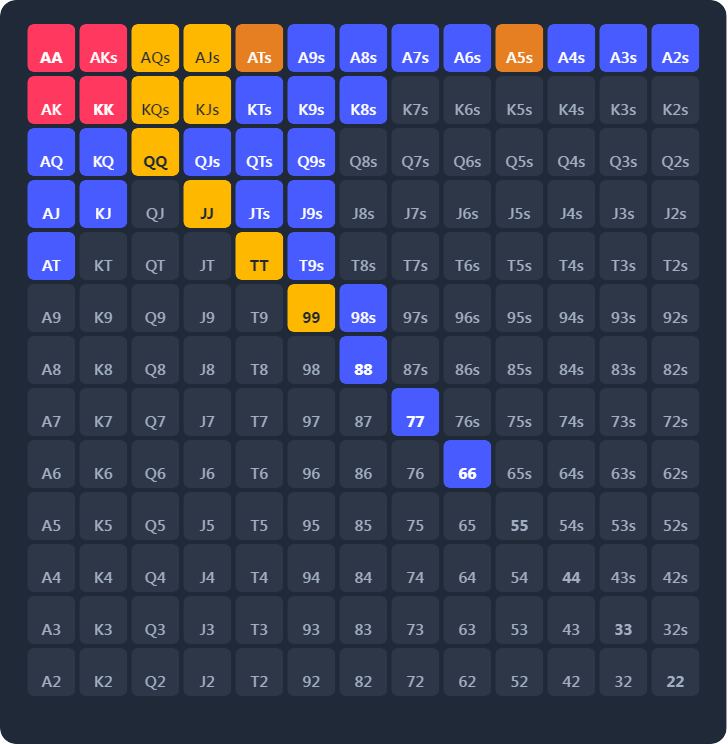 AA AKs AQs AJs ATs A9s A8s A7s A6s A5s A4s A3s A2s
AK KK KQs KJs KTs K9s K8s K7s K6s K5s K4s K3s K2s
AQ KQ QQ QJs QTs Q9s Q8s Q7s Q6s Q5s Q4s Q3s Q2s
AJ KJ QJ JJ JTs J9s J8s J7s J6s J5s J4s J3s J2s
AT KT QT JT TT T9s T8s T7s T6s T5s T4s T3s T2s
A9 K9 Q9 J9 T9 99 98s 97s 96s 95s 94s 93s 92s
A8 K8 Q8 J8 T8 98 88 87s 86s 85s 84s 83s 82s
A7 K7 Q7 J7 T7 97 87 77 76s 75s 74s 73s 72s
A6 K6 Q6 J6 T6 96 86 76 66 65s 64s 63s 62s
A5 K5 Q5 J5 T5 95 85 75 65 55 54s 53s 52s
A4 K4 Q4 J4 T4 94 84 74 64 54 44 43s 42s
A3 K3 Q3 J3 T3 93 83 73 63 53 43 33 32s
A2 K2 Q2 J2 T2 92 82 72 62 52 42 32 22